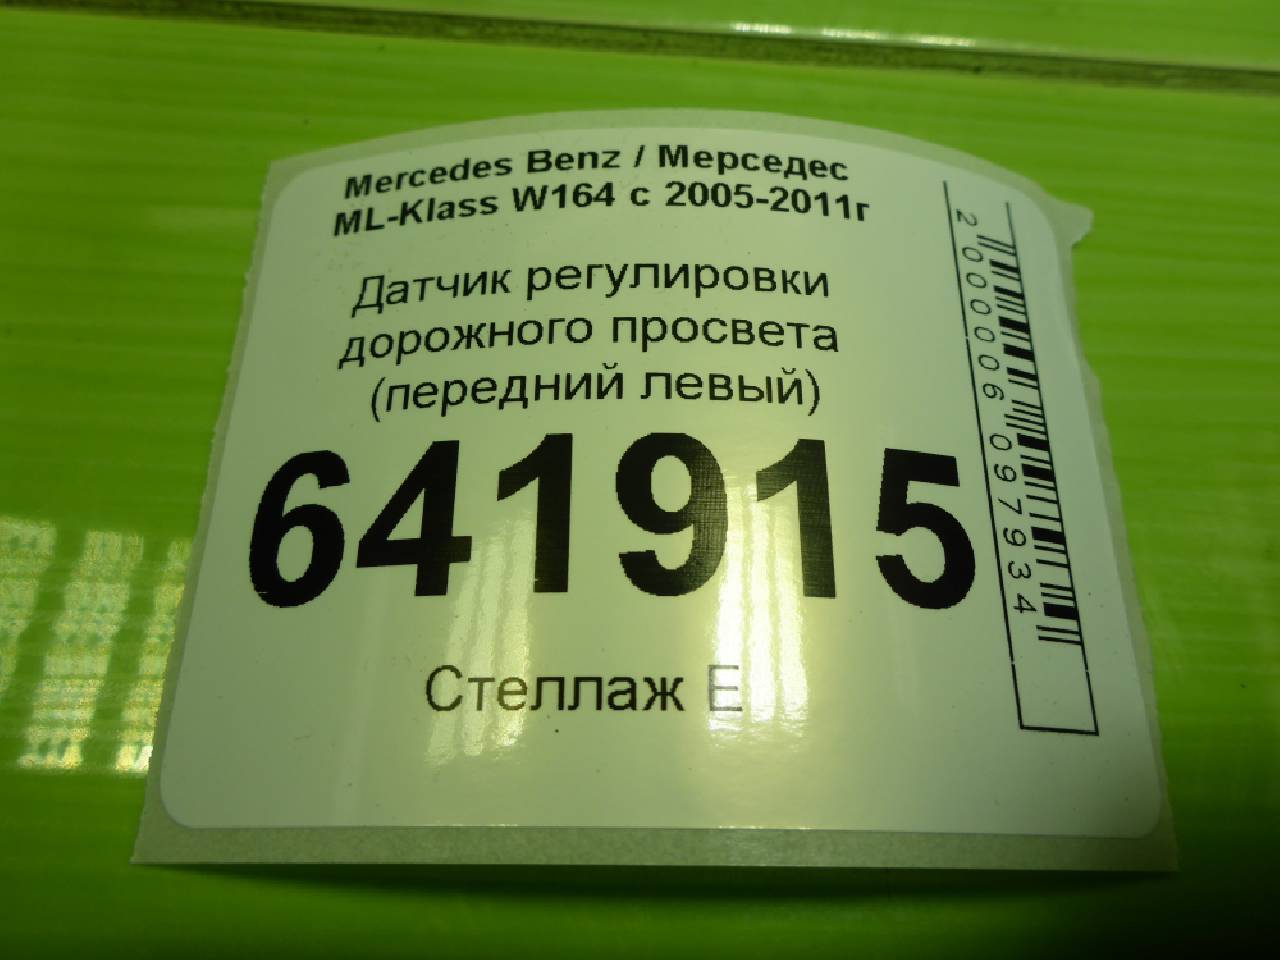 Mercedes Benz / Мерседес
ML-Klass W164 с 2005-2011г
Датчик регулировки
дорожного просвета
(передний левый)
641915
Стеллаж Е
2000006097934